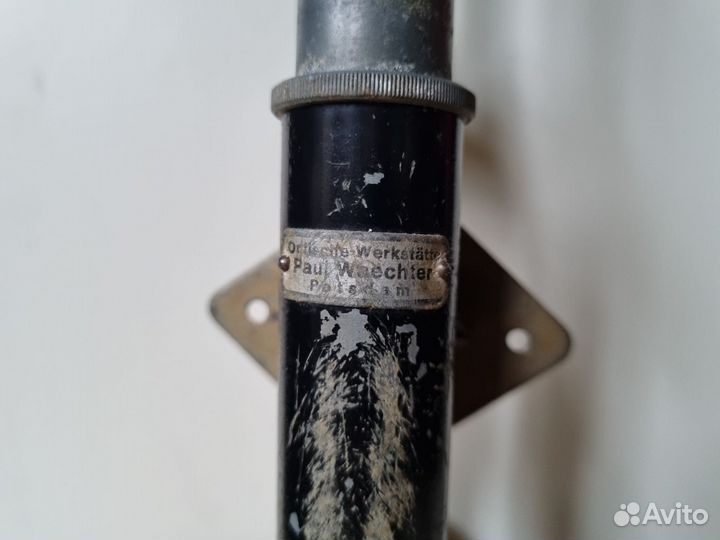 Optische-Werkstätte
Paul Waechter
Potsdam
Avito